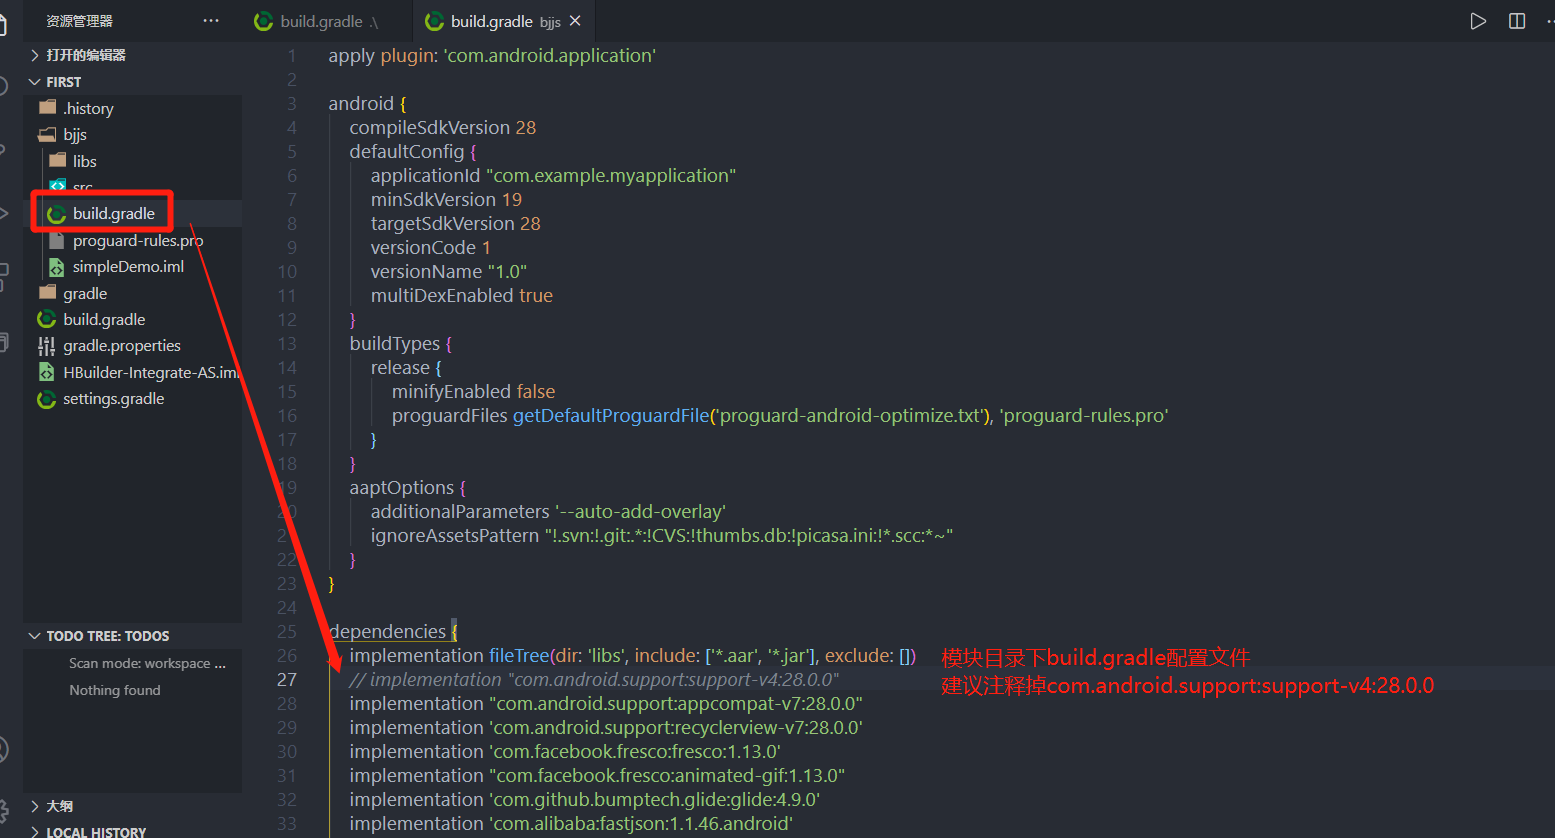 资源管理器 ···
build.gradle .\
build.gradle bjjs ×
打开的编辑器
FIRST
.history
bjjs
libs
src
build.gradle
proguard-rules.pro
simpleDemo.iml
gradle
build.gradle
gradle.properties
HBuilder-Integrate-AS.iml
settings.gradle
TODO TREE: TODOS
Scan mode: workspace ...
Nothing found
大纲
LOCAL HISTORY
1 apply plugin: 'com.android.application'
2
3 android {
4 compileSdkVersion 28
5 defaultConfig {
6 applicationId "com.example.myapplication"
7 minSdkVersion 19
8 targetSdkVersion 28
9 versionCode 1
10 versionName "1.0"
11 multiDexEnabled true
12 }
13 buildTypes {
14 release {
15 minifyEnabled false
16 proguardFiles getDefaultProguardFile('proguard-android-optimize.txt'), 'proguard-rules.pro'
17 }
18 }
19 aaptOptions {
20 additionalParameters '--auto-add-overlay'
21 ignoreAssetsPattern "!.svn:!.git:.*:!CVS:!thumbs.db:!picasa.ini:!*.scc:*~"
22 }
23 }
24
25 dependencies {
26 implementation fileTree(dir: 'libs', include: ['*.aar', '*.jar'], exclude: [])
27 // implementation "com.android.support:support-v4:28.0.0"
28 implementation "com.android.support:appcompat-v7:28.0.0"
29 implementation 'com.android.support:recyclerview-v7:28.0.0'
30 implementation 'com.facebook.fresco:fresco:1.13.0'
31 implementation "com.facebook.fresco:animated-gif:1.13.0"
32 implementation 'com.github.bumptech.glide:glide:4.9.0'
33 implementation 'com.alibaba:fastjson:1.1.46.android'
模块目录下build.gradle配置文件
建议注释掉com.android.support:support-v4:28.0.0